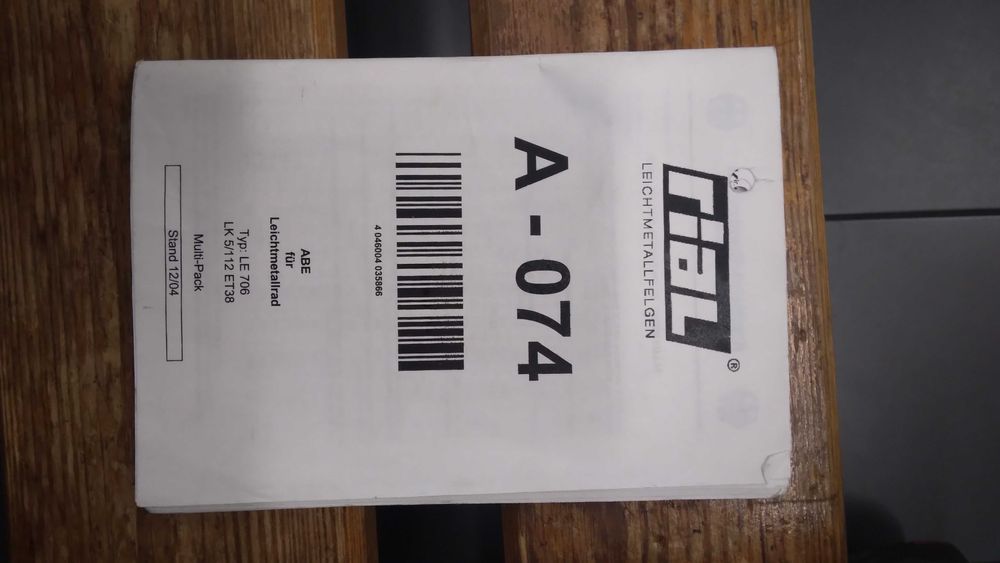 rial®
LEICHTMETALLFELGEN
A - 074
4 046004 035866
ABE
für
Leichtmetallrad
Typ: LE 706
LK 5/112 ET38
Multi-Pack
Stand 12/04